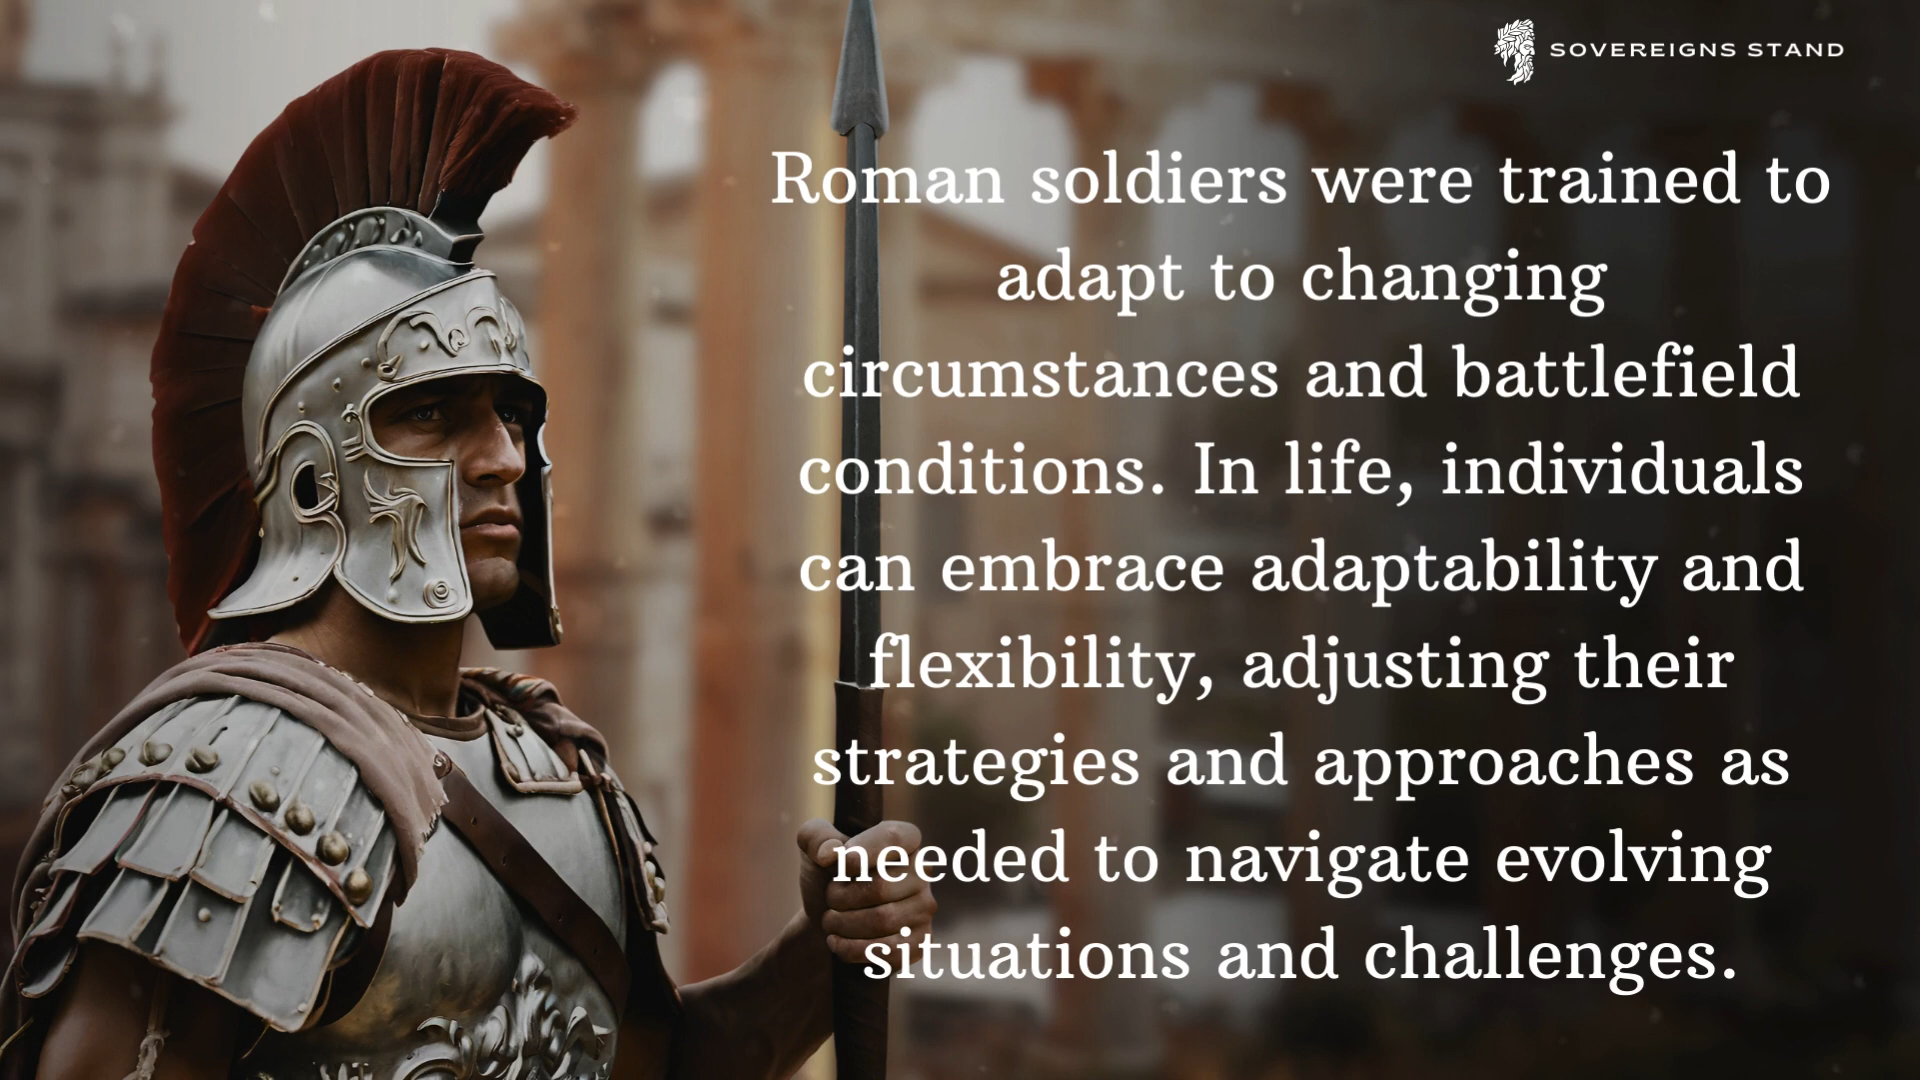 SOVEREIGNS STAND
Roman soldiers were trained to
adapt to changing
circumstances and battlefield
conditions. In life, individuals
can embrace adaptability and
flexibility, adjusting their
strategies and approaches as
needed to navigate evolving
situations and challenges.